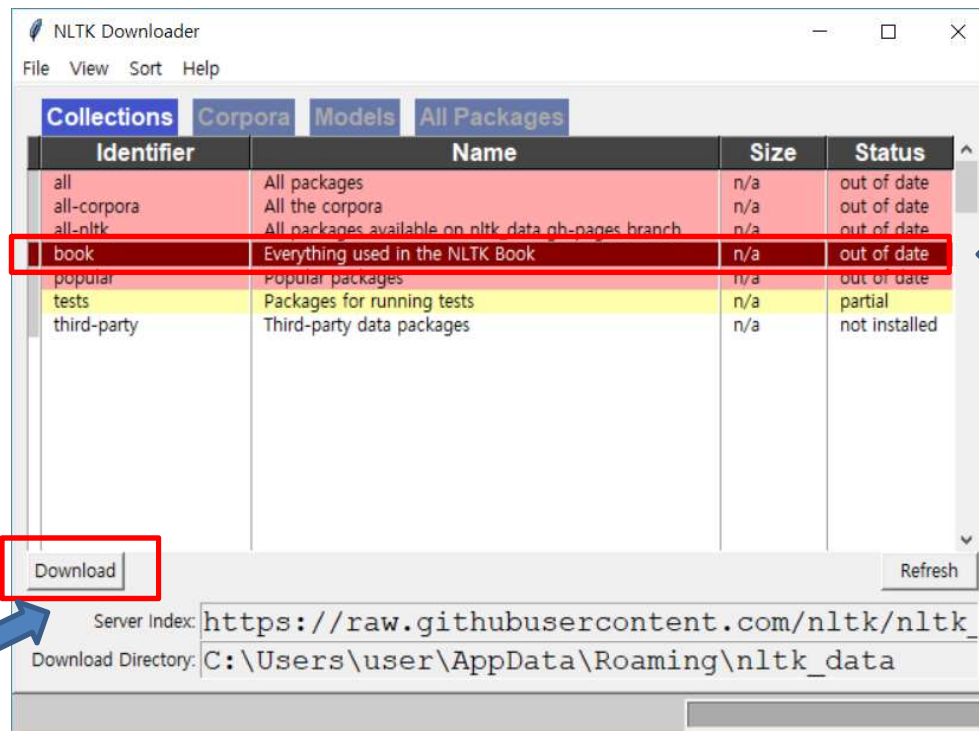 NLTK Downloader
File View Sort Help
Collections Corpora Models All Packages
Identifier Name Size Status
all All packages n/a out of date
all-corpora All the corpora n/a out of date
all-nltk All packages available on nltk_data gh-pages branch n/a out of date
book Everything used in the NLTK Book n/a out of date
popular Popular packages n/a out of date
tests Packages for running tests n/a partial
third-party Third-party data packages n/a not installed
Download Refresh
Server Index: https://raw.githubusercontent.com/nltk/nltk_
Download Directory: C:\Users\user\AppData\Roaming\nltk_data